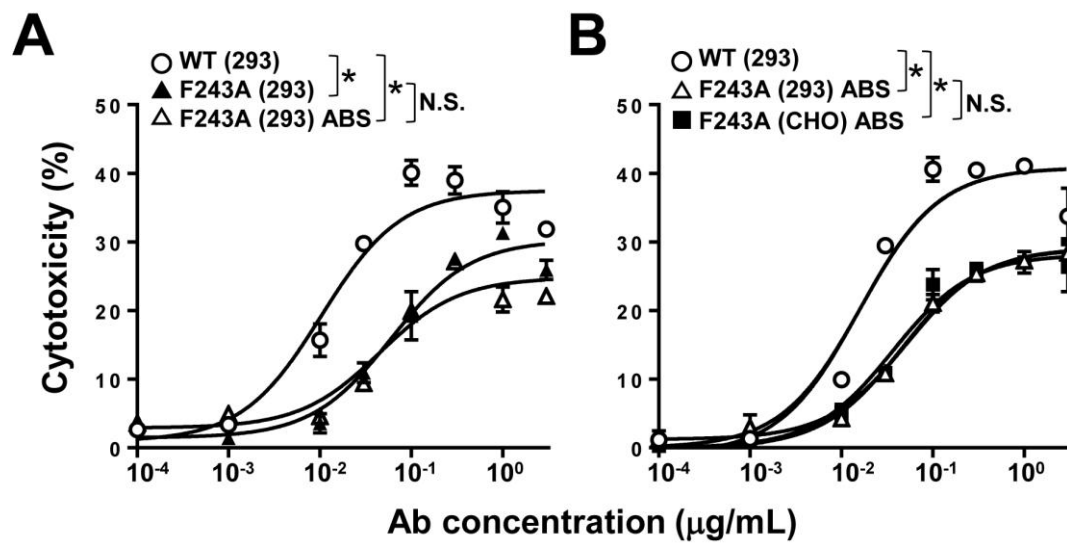 A
WT (293)
F243A (293)
F243A (293) ABS
*
*
N.S.
50
40
30
20
10
0
10⁻⁴ 10⁻³ 10⁻² 10⁻¹ 10⁰
Cytotoxicity (%)
B
WT (293)
F243A (293) ABS
F243A (CHO) ABS
*
*
N.S.
50
40
30
20
10
0
10⁻⁴ 10⁻³ 10⁻² 10⁻¹ 10⁰
Ab concentration (μg/mL)